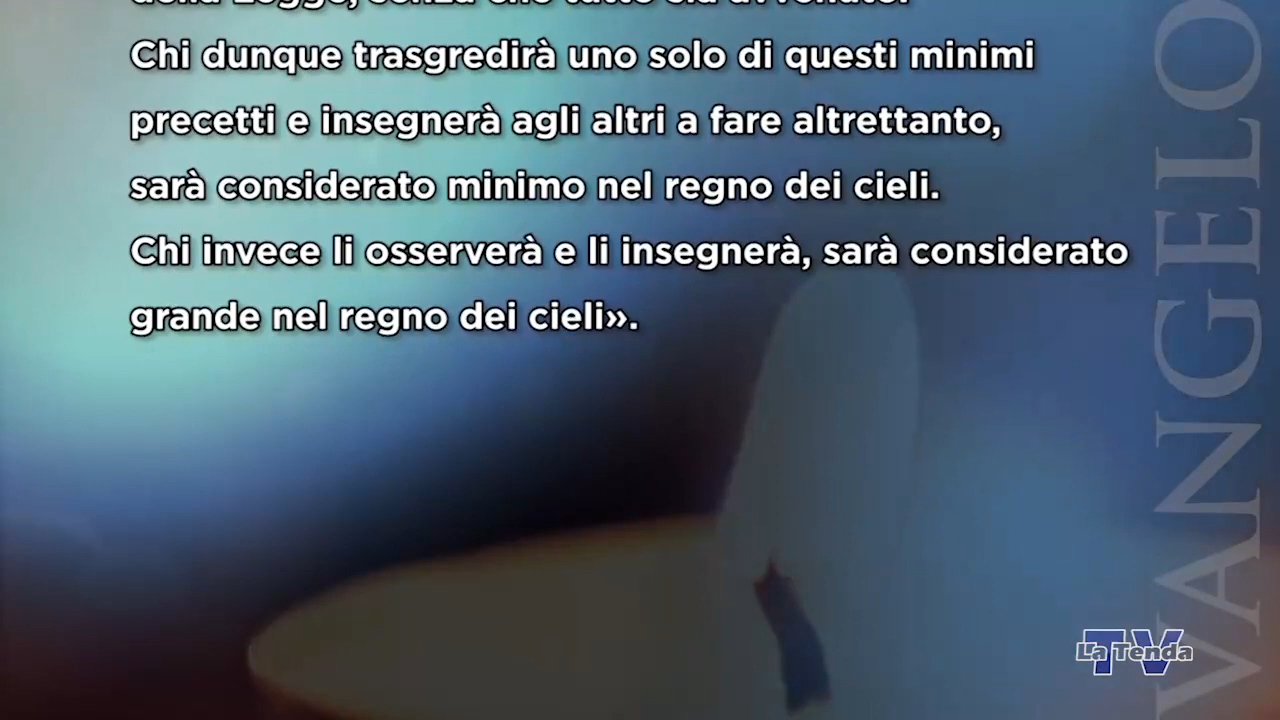 Chi dunque trasgredirà uno solo di questi minimi
precetti e insegnerà agli altri a fare altrettanto,
sarà considerato minimo nel regno dei cieli.
Chi invece li osserverà e li insegnerà, sarà considerato
grande nel regno dei cieli».
VANGELO
TV
La Tenda